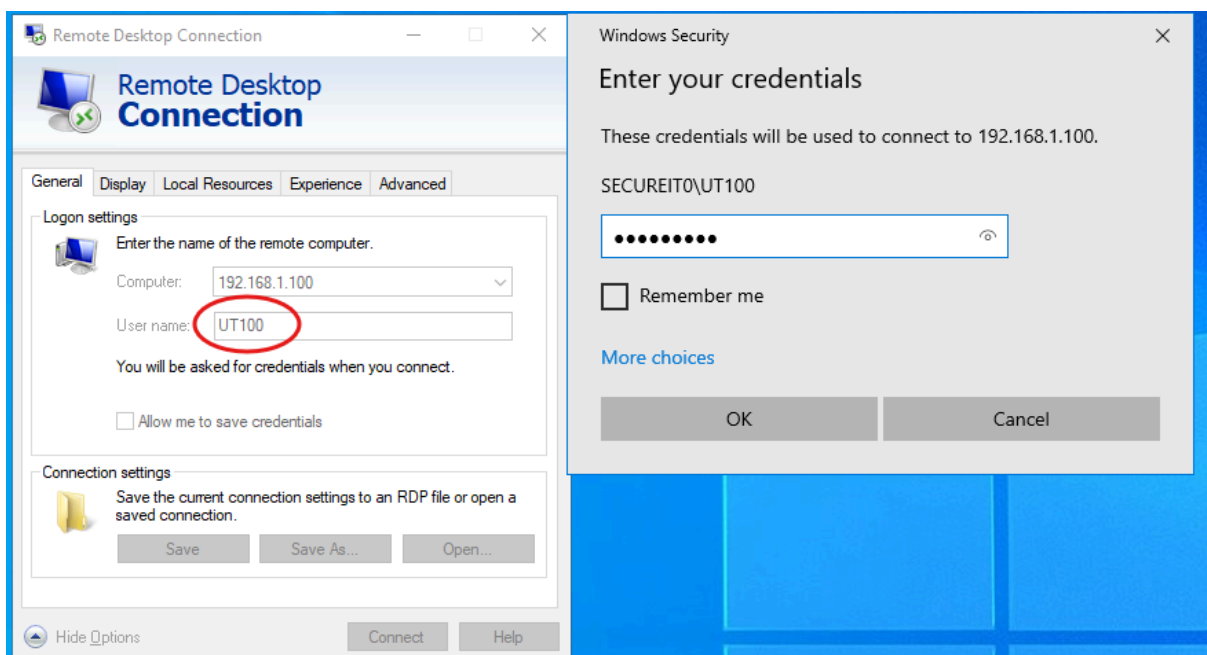 Remote Desktop Connection
Remote Desktop
Connection
General Display Local Resources Experience Advanced
Logon settings
Enter the name of the remote computer.
Computer: 192.168.1.100
User name: UT100
You will be asked for credentials when you connect.
Allow me to save credentials
Connection settings
Save the current connection settings to an RDP file or open a
saved connection.
Save Save As... Open...
Hide Options Connect Help
Windows Security
Enter your credentials
These credentials will be used to connect to 192.168.1.100.
SECUREIT0\UT100
●●●●●●●●●
Remember me
More choices
OK Cancel